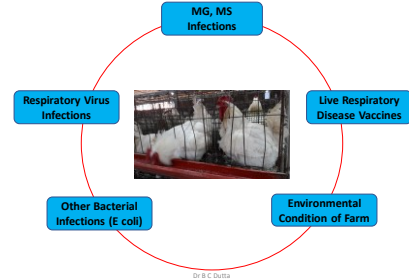 MG, MS
Infections
Respiratory Virus
Infections
Live Respiratory
Disease Vaccines
Other Bacterial
Infections (E coli)
Environmental
Condition of Farm
Dr B C Dutta